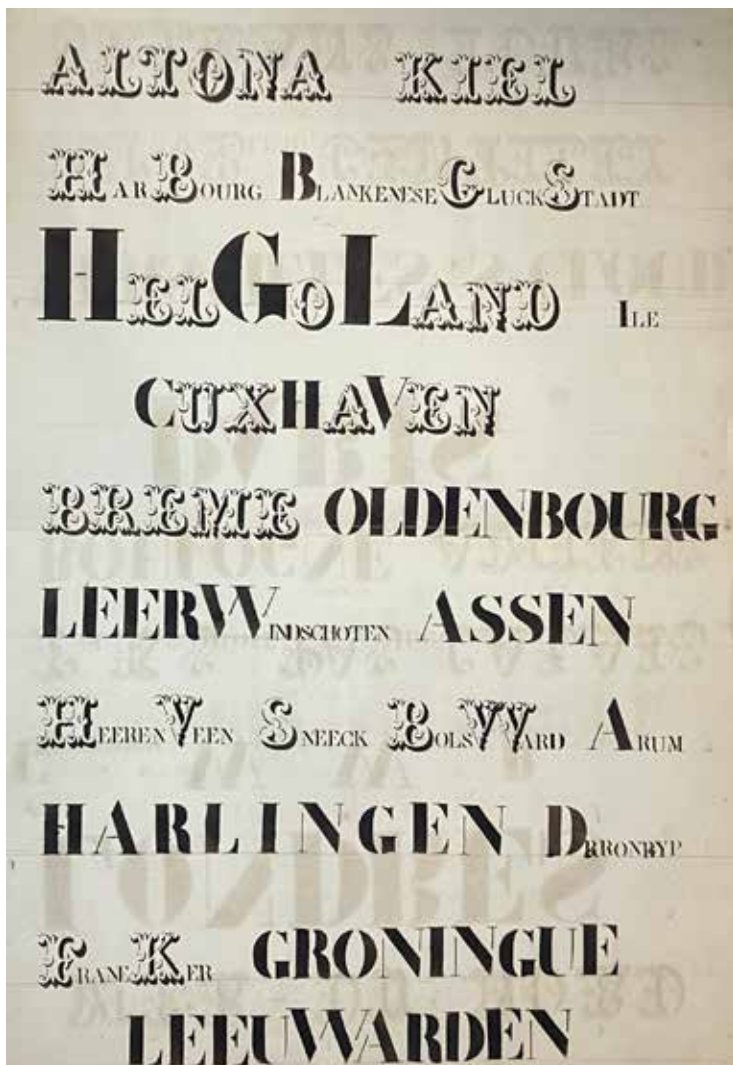 ALTONA KIEL
HARBOURG BLANKENESE GLUCKSTADT
HELGOLAND ILE
CUXHAVEN
BREME OLDENBOURG
LEER WINDSCHOTEN ASSEN
HEERENVEEN SNEECK BOLSWARD ARUM
HARLINGEN DRRONRYP
FRANEKER GRONINGUE
LEEUWARDEN